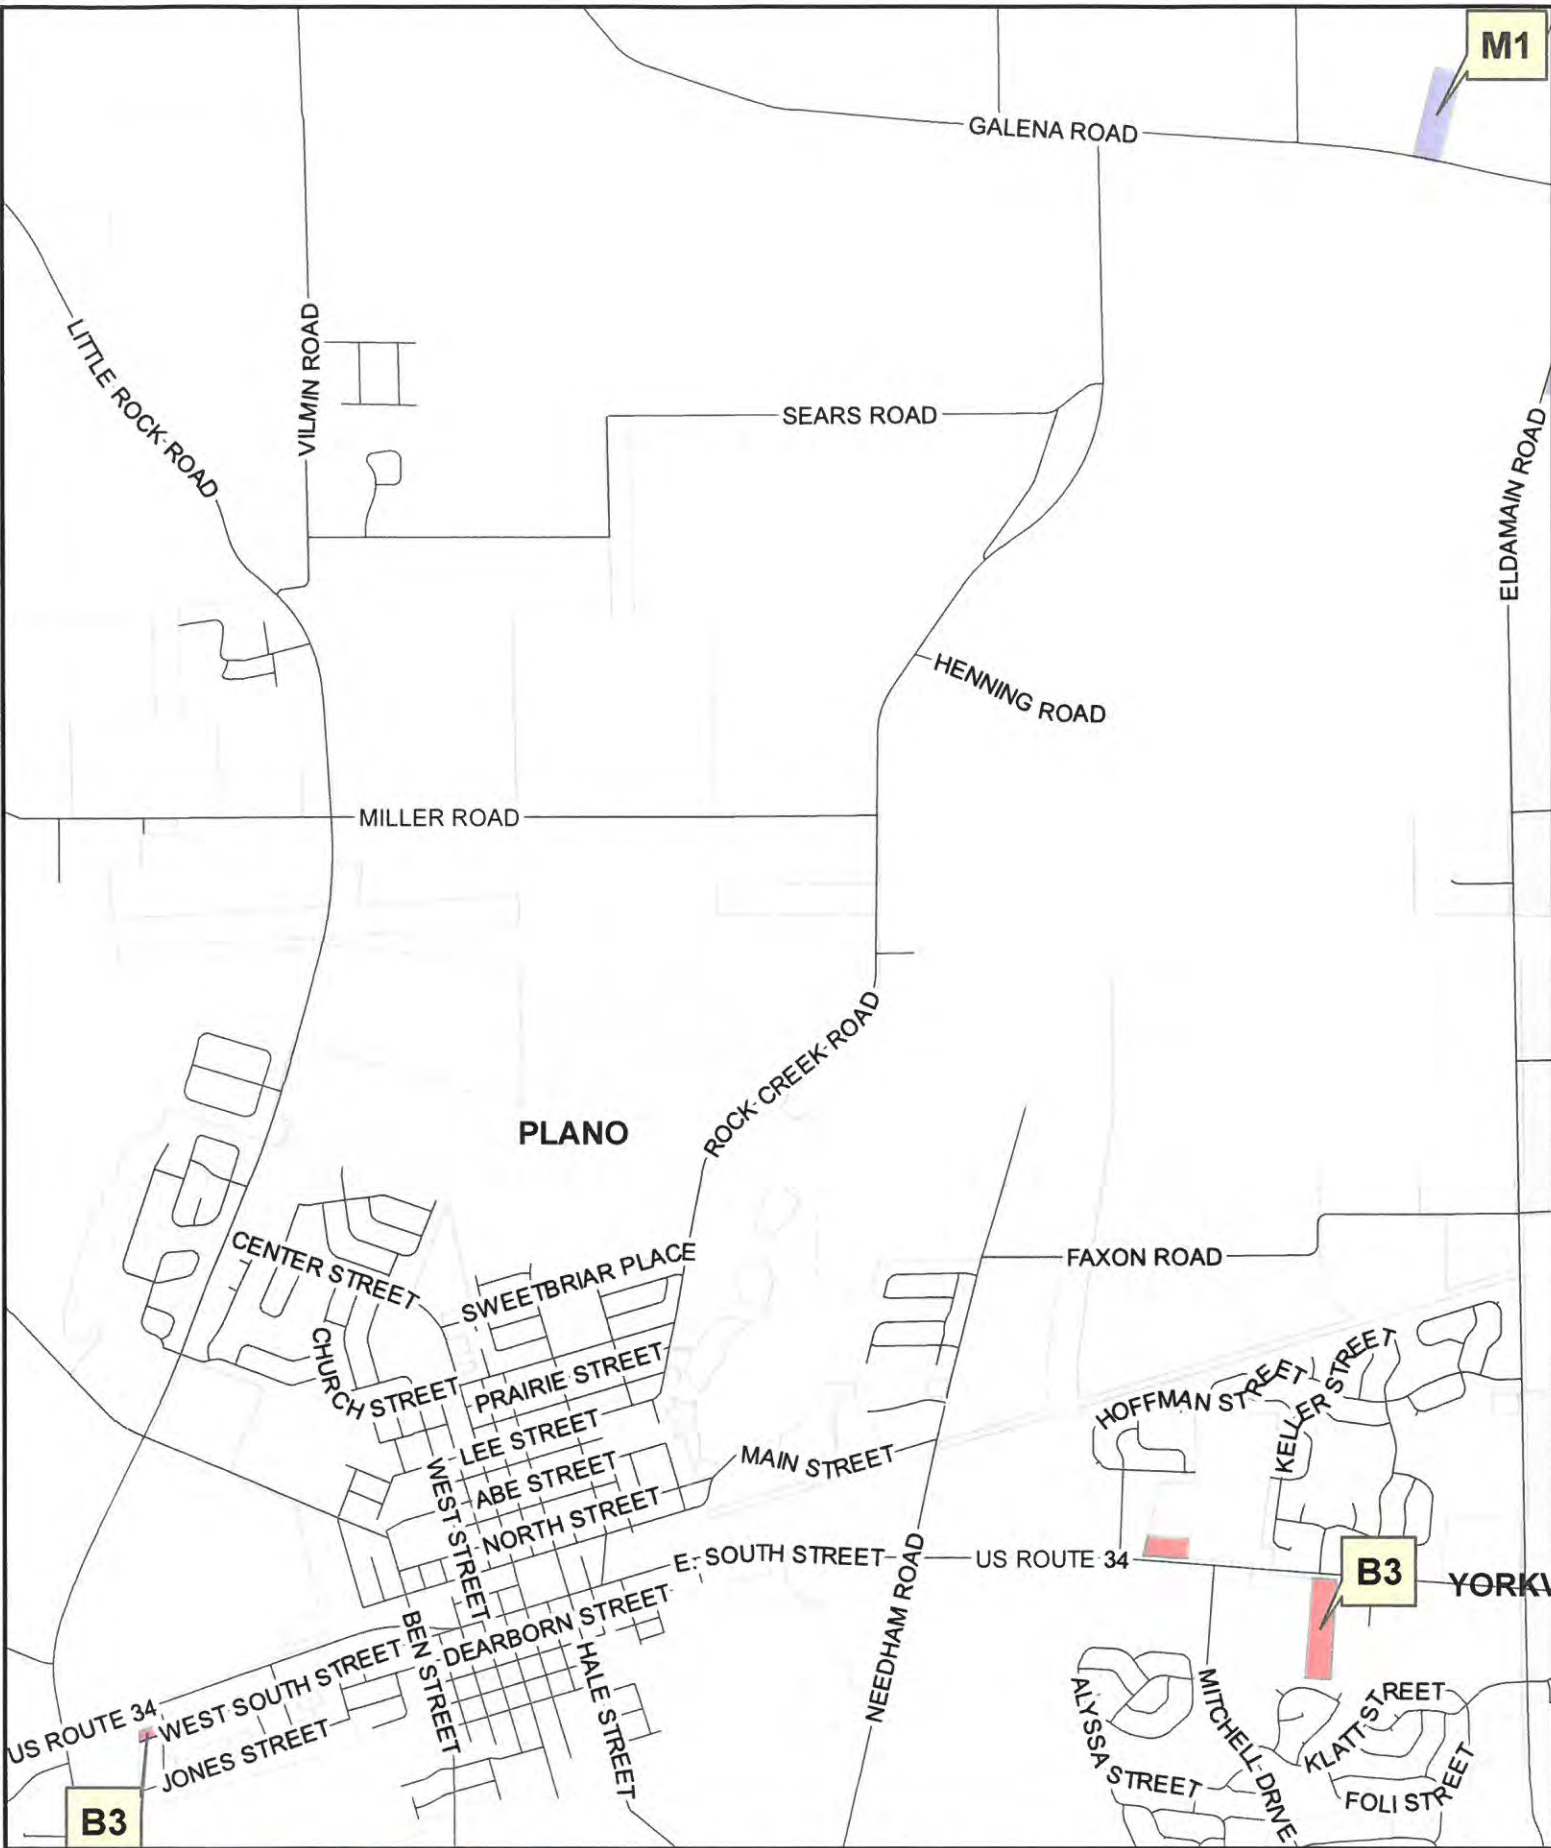 M1
GALENA ROAD
LITTLE ROCK ROAD
VILMIN ROAD
SEARS ROAD
ELDAMAIN ROAD
HENNING ROAD
MILLER ROAD
ROCK CREEK ROAD
PLANO
CENTER STREET
SWEETBRIAR PLACE
FAXON ROAD
CHURCH STREET
PRAIRIE STREET
HOFFMAN STREET
KELLER STREET
LEE STREET
MAIN STREET
WEST STREET
ABE STREET
NORTH STREET
E. SOUTH STREET
US ROUTE 34
B3
YORKV
NEEDHAM ROAD
BEN STREET
DEARBORN STREET
HALE STREET
US ROUTE 34
WEST SOUTH STREET
JONES STREET
ALYSSA STREET
MITCHELL DRIVE
KLATT STREET
FOLI STREET
B3